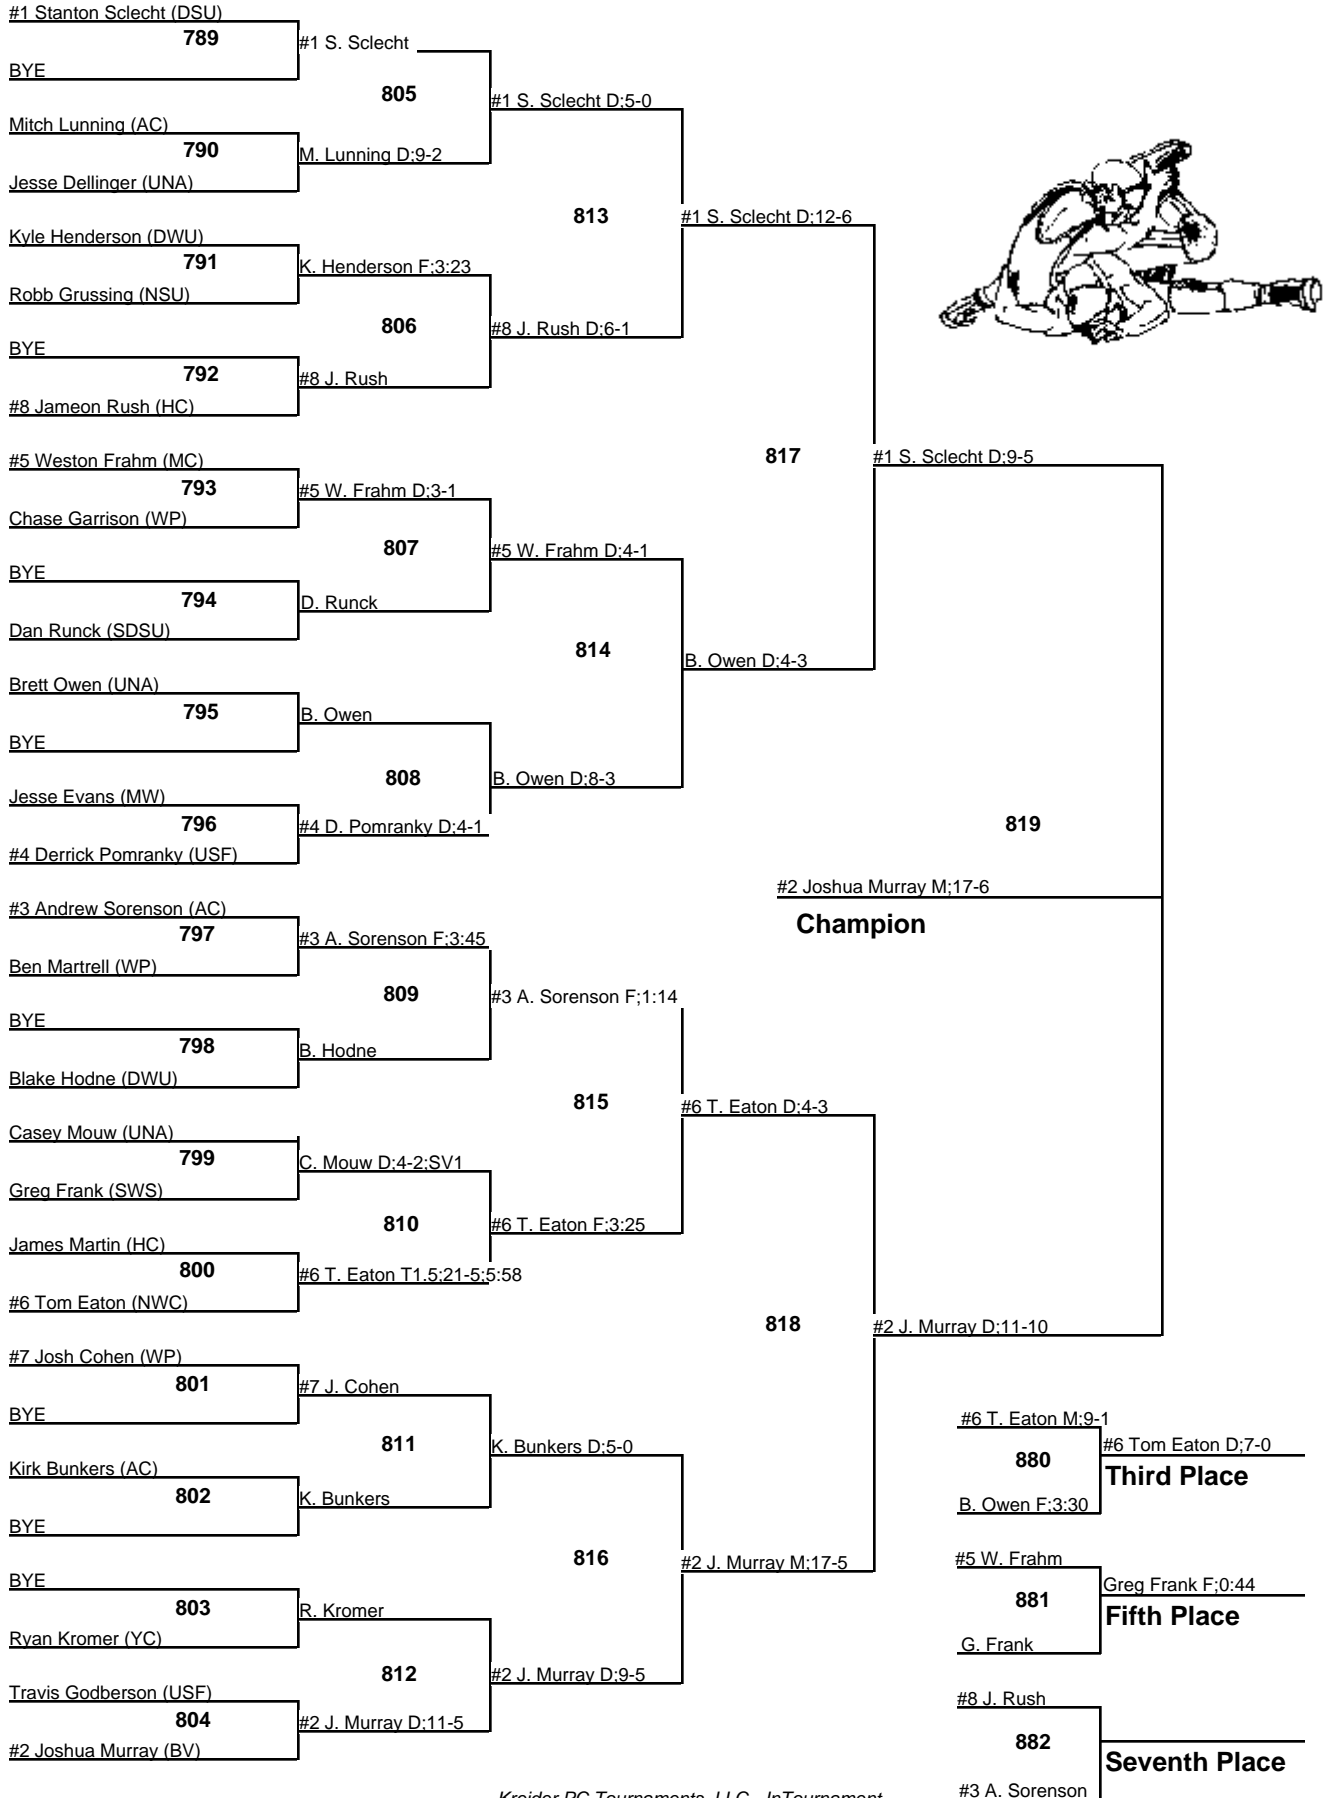 #1 Stanton Sclecht (DSU)
789
BYE
#1 S. Sclecht
805
Mitch Lunning (AC)
790
Jesse Dellinger (UNA)
M. Lunning D;9-2
#1 S. Sclecht D;5-0
813
Kyle Henderson (DWU)
791
Robb Grussing (NSU)
K. Henderson F;3:23
806
BYE
792
#8 Jameon Rush (HC)
#8 J. Rush
#8 J. Rush D;6-1
#1 S. Sclecht D;12-6
817
#5 Weston Frahm (MC)
793
Chase Garrison (WP)
#5 W. Frahm D;3-1
807
BYE
794
Dan Runck (SDSU)
D. Runck
#5 W. Frahm D;4-1
814
Brett Owen (UNA)
795
BYE
B. Owen
808
Jesse Evans (MW)
796
#4 Derrick Pomranky (USF)
#4 D. Pomranky D;4-1
B. Owen D;8-3
B. Owen D;4-3
#1 S. Sclecht D;9-5
819
#2 Joshua Murray M;17-6
Champion
#3 Andrew Sorenson (AC)
797
Ben Martrell (WP)
#3 A. Sorenson F;3:45
809
BYE
798
Blake Hodne (DWU)
B. Hodne
#3 A. Sorenson F;1:14
815
Casey Mouw (UNA)
799
Greg Frank (SWS)
C. Mouw D;4-2;SV1
810
James Martin (HC)
800
#6 Tom Eaton (NWC)
#6 T. Eaton T1.5;21-5;5:58
#6 T. Eaton F;3:25
#6 T. Eaton D;4-3
818
#2 J. Murray D;11-10
#7 Josh Cohen (WP)
801
BYE
#7 J. Cohen
811
Kirk Bunkers (AC)
802
BYE
K. Bunkers
K. Bunkers D;5-0
816
BYE
803
Ryan Kromer (YC)
R. Kromer
812
Travis Godberson (USF)
804
#2 Joshua Murray (BV)
#2 J. Murray D;11-5
#2 J. Murray D;9-5
#2 J. Murray M;17-5
#6 T. Eaton M;9-1
880
B. Owen F;3:30
#6 Tom Eaton D;7-0
Third Place
#5 W. Frahm
881
G. Frank
Greg Frank F;0:44
Fifth Place
#8 J. Rush
882
#3 A. Sorenson
Seventh Place
Kreider PC Tournaments, LLC - InTournament